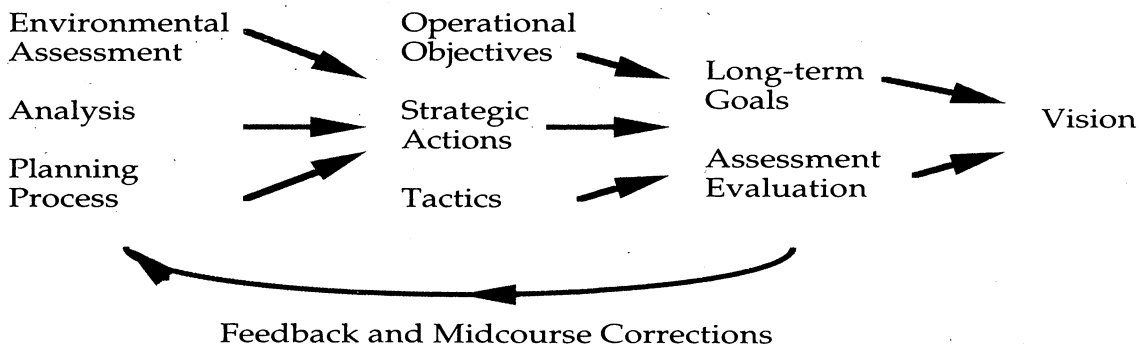 Environmental
Assessment
Analysis
Planning
Process
Operational
Objectives
Strategic
Actions
Tactics
Long-term
Goals
Assessment
Evaluation
Vision
Feedback and Midcourse Corrections